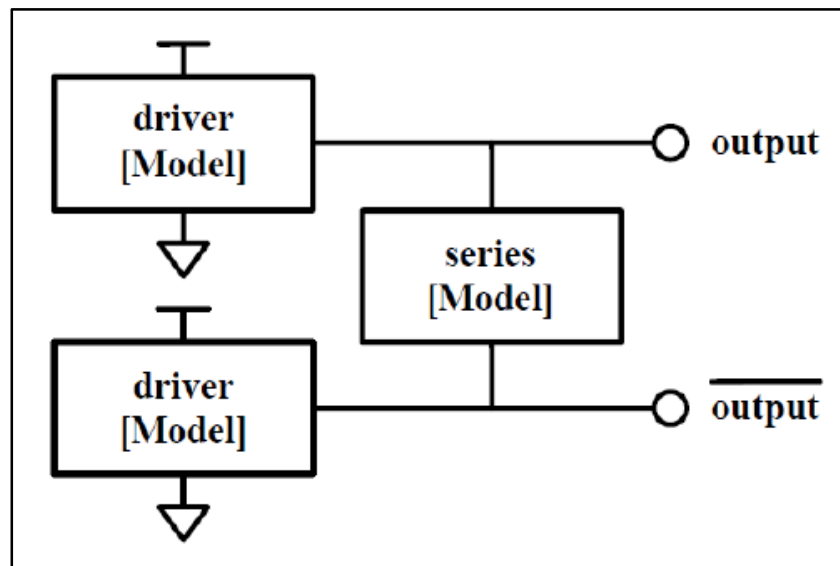 driver
[Model]
output
series
[Model]
driver
[Model]
output